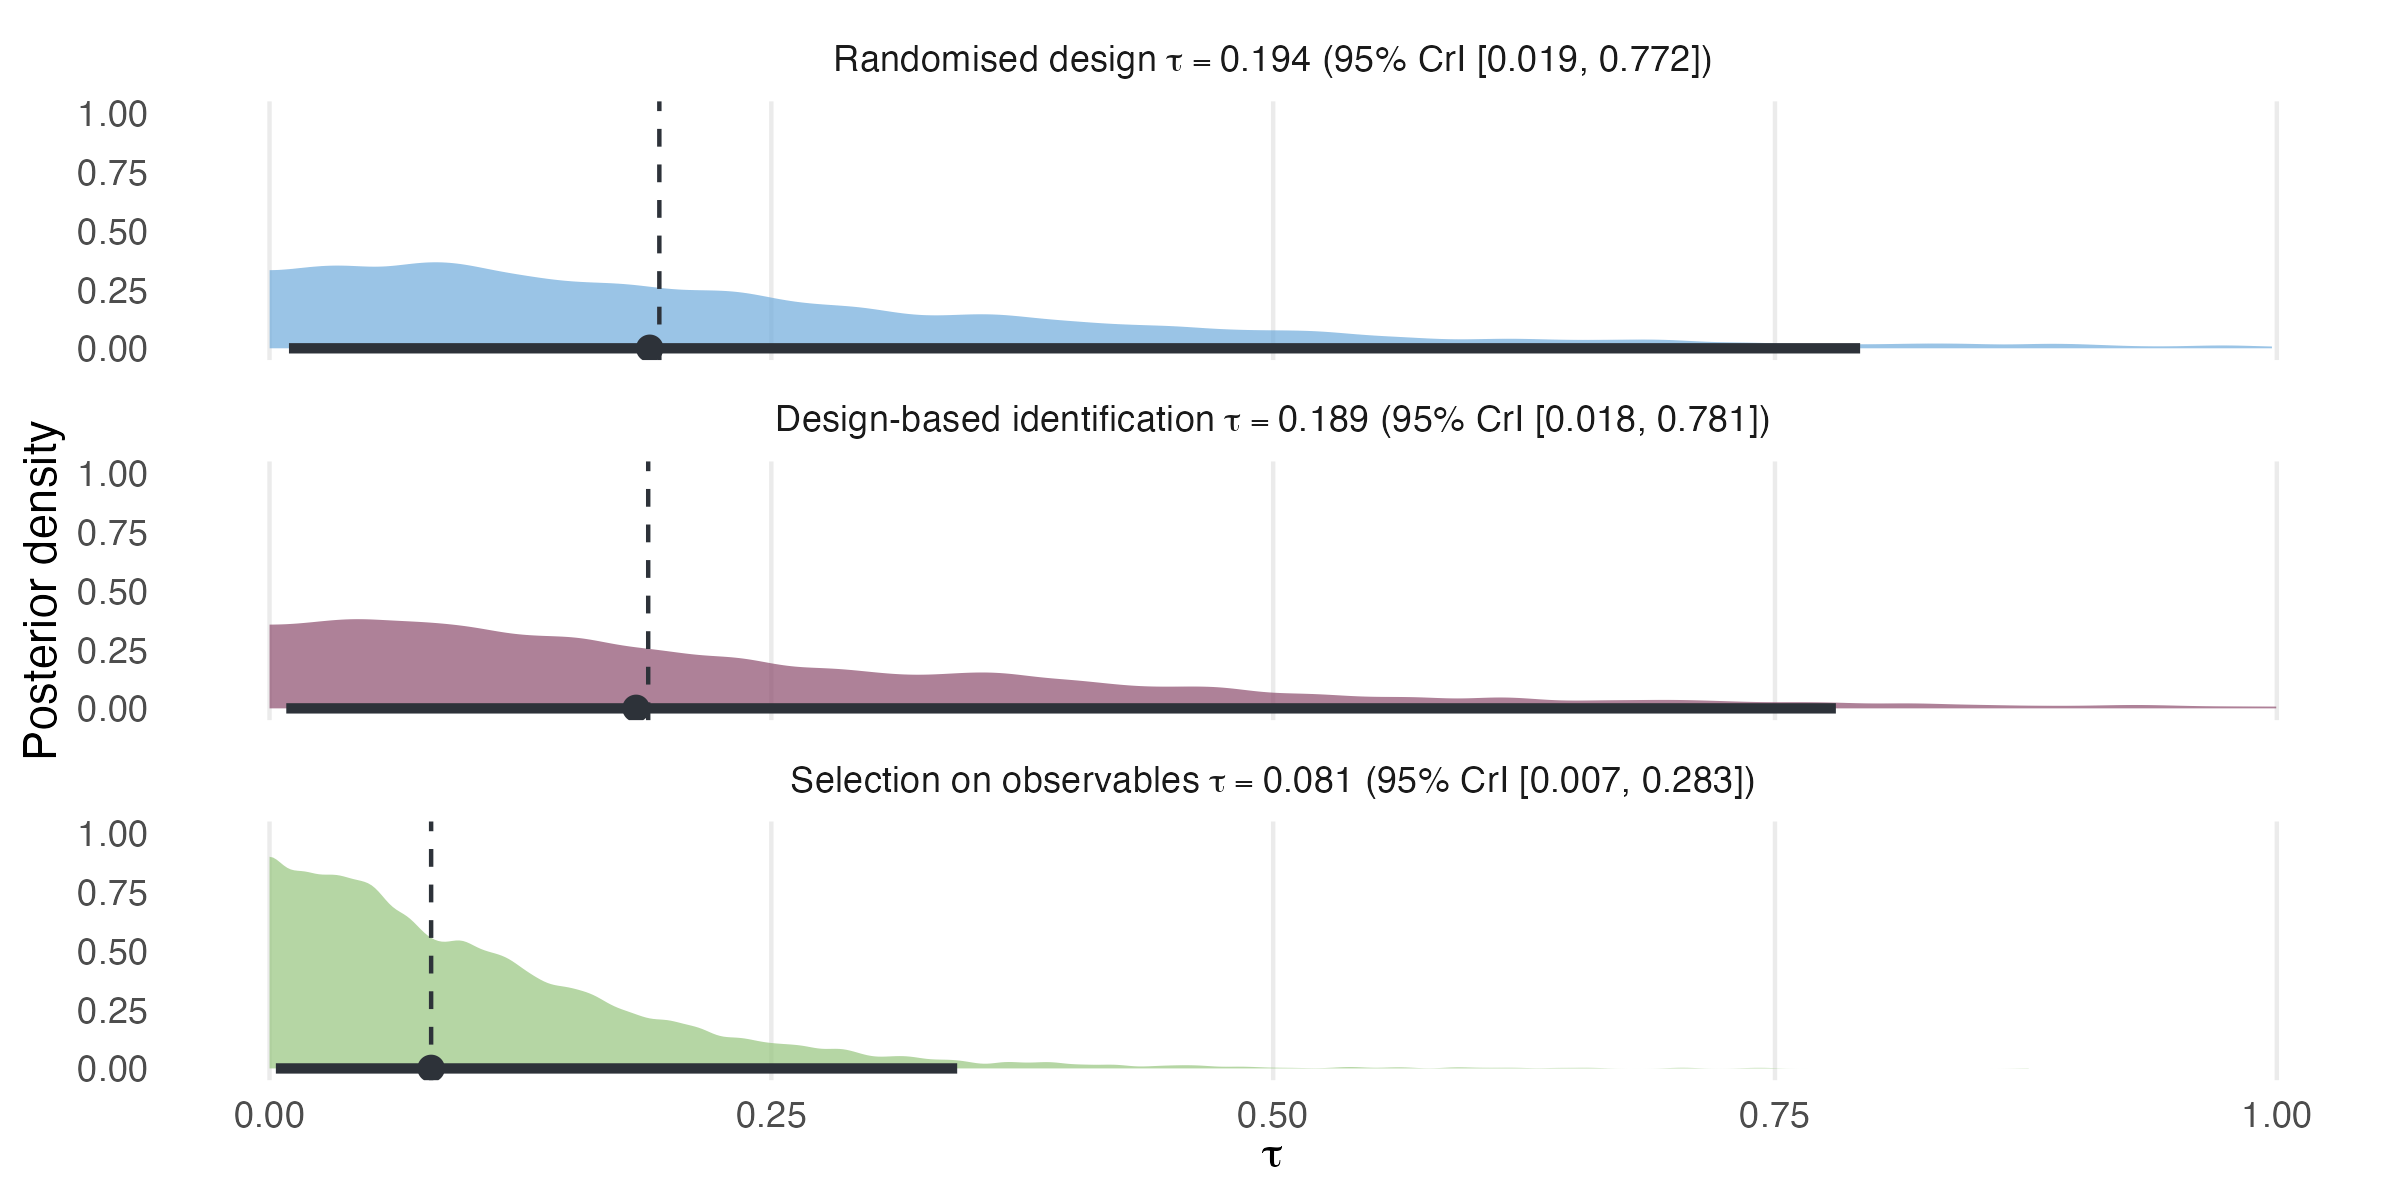 Randomised design τ = 0.194 (95% CrI [0.019, 0.772])
1.00
0.75
0.50
0.25
0.00
Design-based identification τ = 0.189 (95% CrI [0.018, 0.781])
1.00
0.75
0.50
0.25
0.00
Posterior density
Selection on observables τ = 0.081 (95% CrI [0.007, 0.283])
1.00
0.75
0.50
0.25
0.00
0.00 0.25 0.50 0.75 1.00
τ